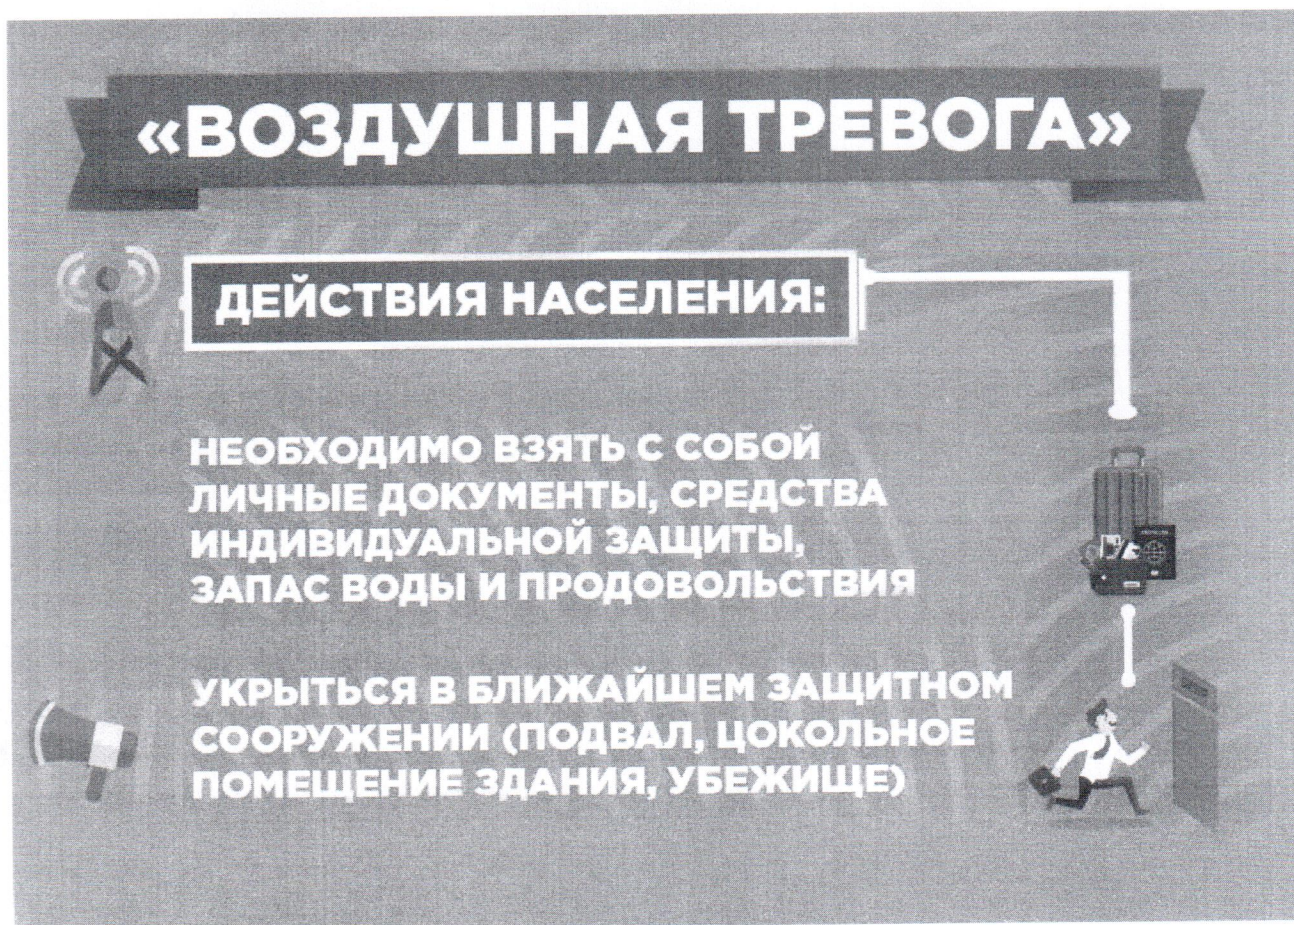 «ВОЗДУШНАЯ ТРЕВОГА»
ДЕЙСТВИЯ НАСЕЛЕНИЯ:
НЕОБХОДИМО ВЗЯТЬ С СОБОЙ
ЛИЧНЫЕ ДОКУМЕНТЫ, СРЕДСТВА
ИНДИВИДУАЛЬНОЙ ЗАЩИТЫ,
ЗАПАС ВОДЫ И ПРОДОВОЛЬСТВИЯ
УКРЫТЬСЯ В БЛИЖАЙШЕМ ЗАЩИТНОМ
СООРУЖЕНИИ (ПОДВАЛ, ЦОКОЛЬНОЕ
ПОМЕЩЕНИЕ ЗДАНИЯ, УБЕЖИЩЕ)